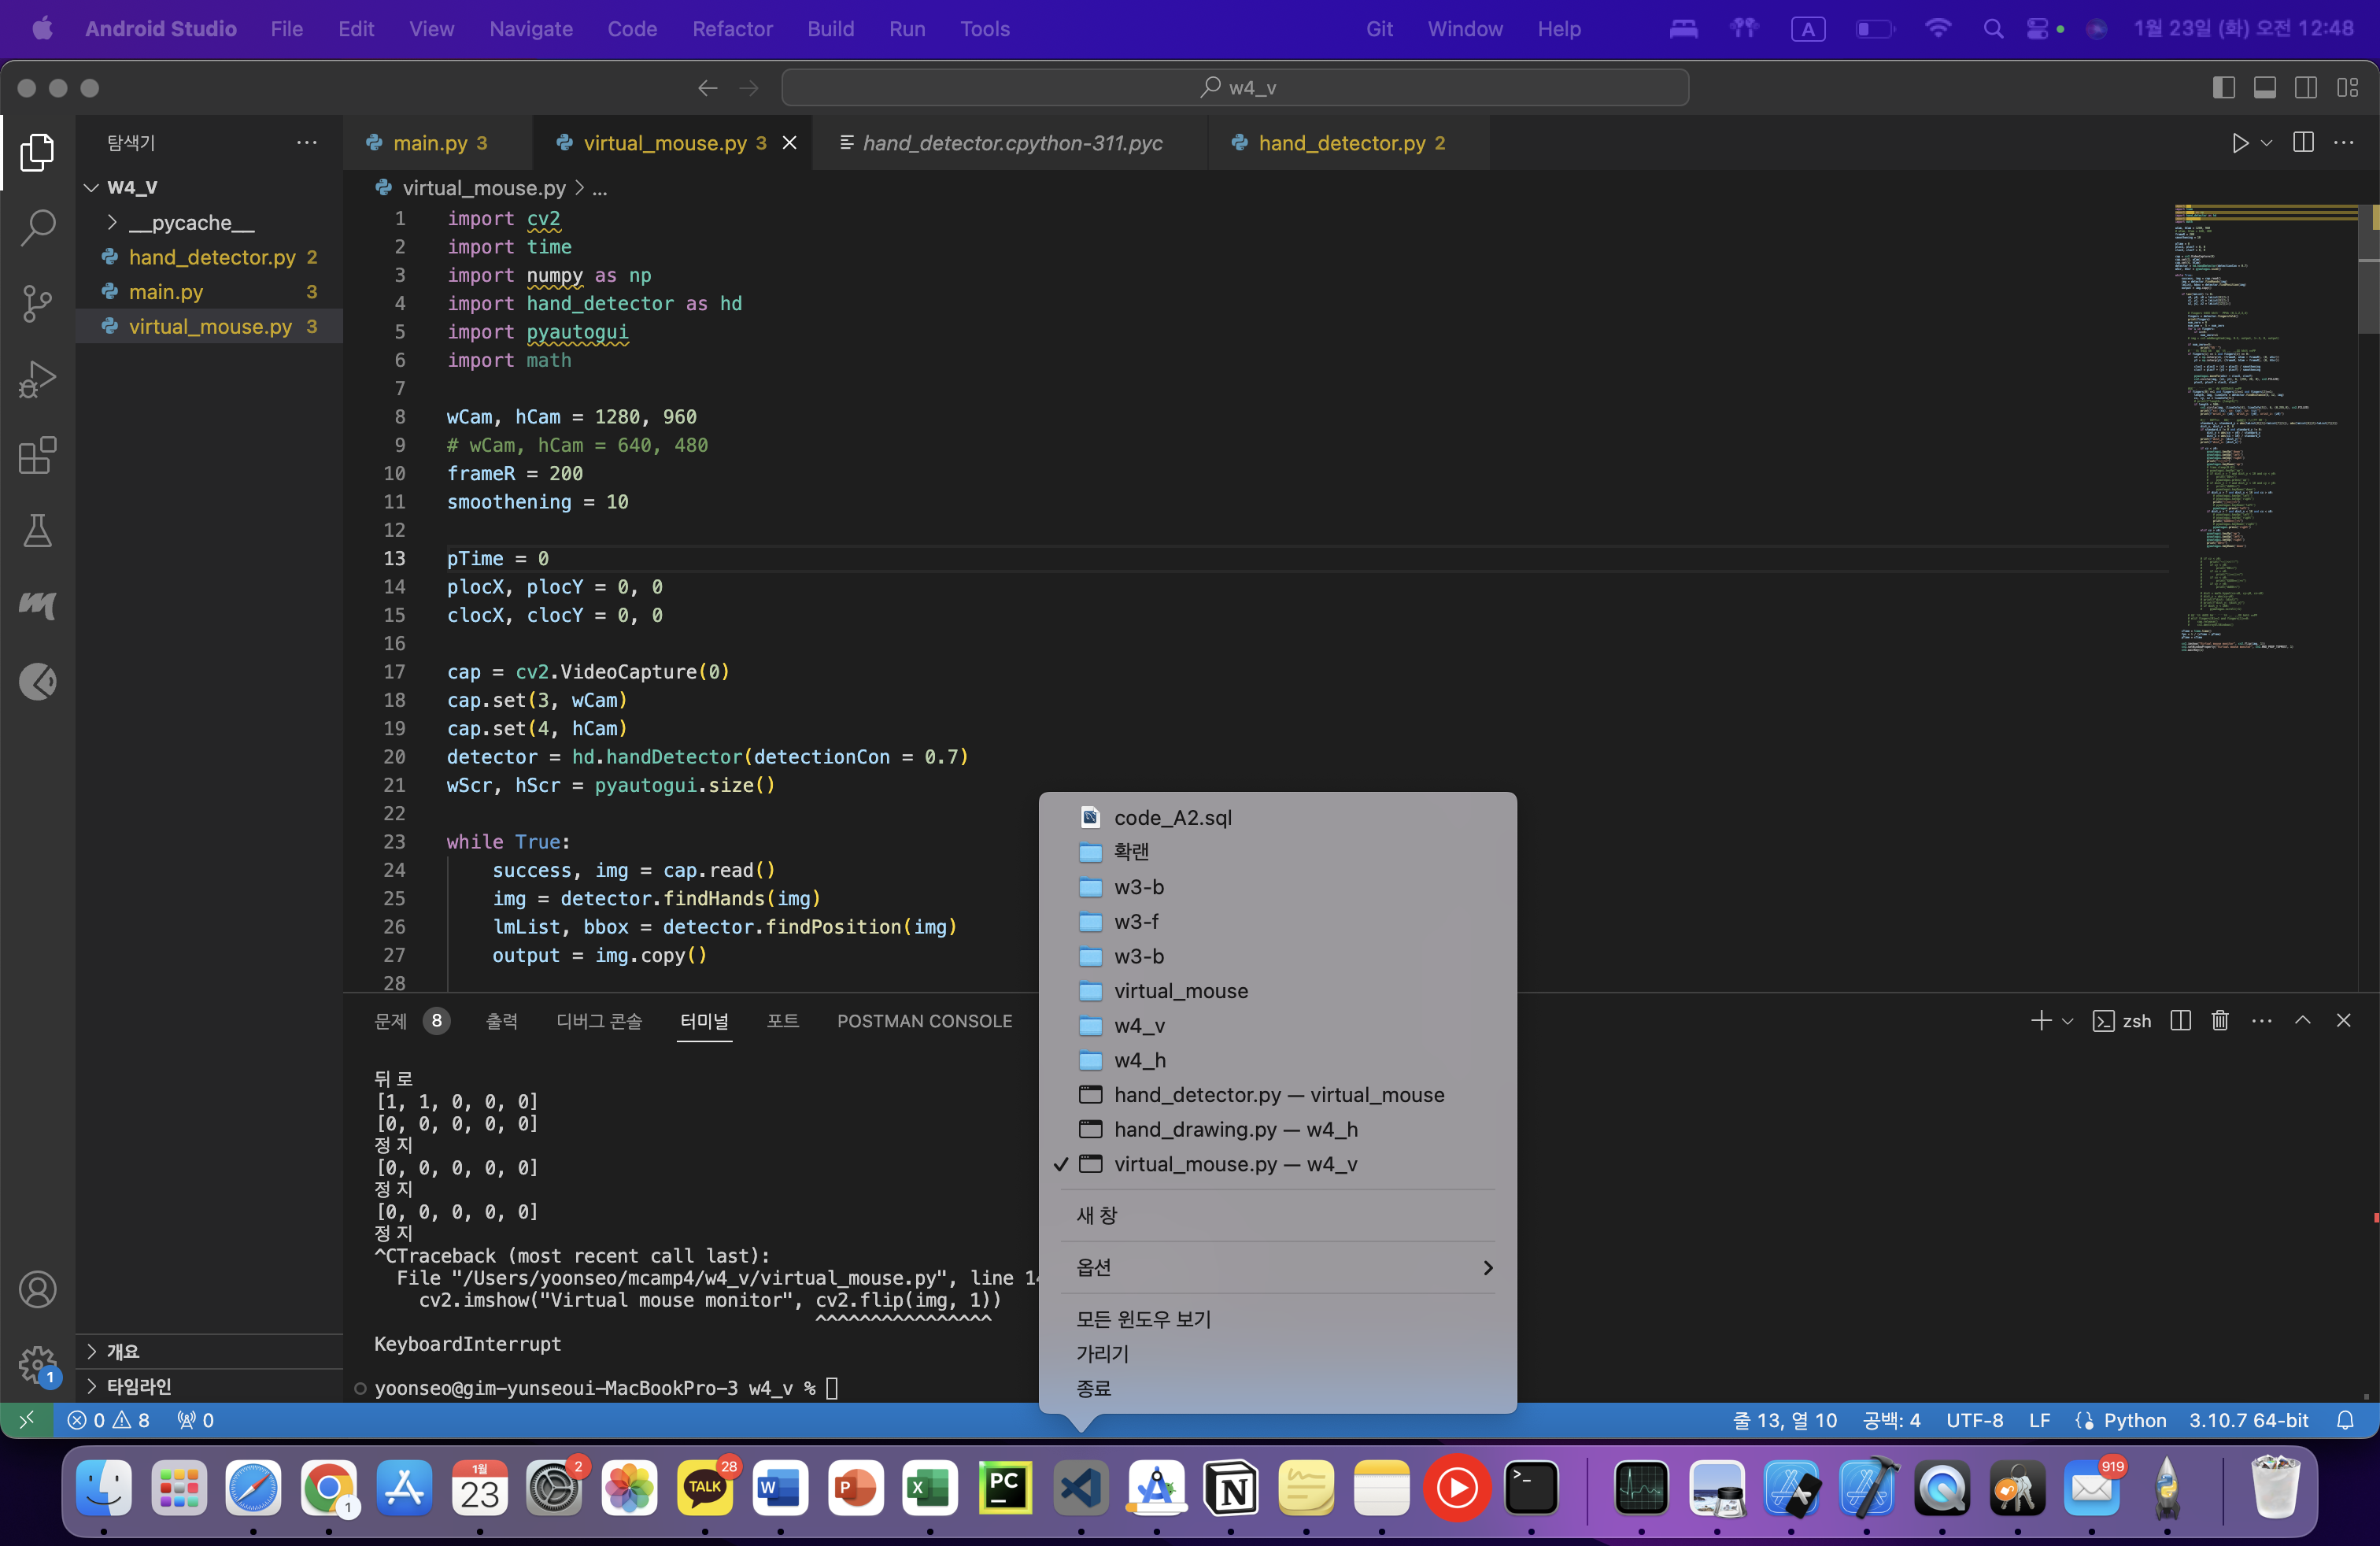 Android Studio File Edit View Navigate Code Refactor Build Run Tools Git Window Help A 1월 23일 (화) 오전 12:48
w4_v
탐색기
W4_V
__pycache__
hand_detector.py 2
main.py 3
virtual_mouse.py 3
개요
타임라인
1
main.py 3 virtual_mouse.py 3 hand_detector.cpython-311.pyc hand_detector.py 2
virtual_mouse.py > ...
1 import cv2
2 import time
3 import numpy as np
4 import hand_detector as hd
5 import pyautogui
6 import math
7
8 wCam, hCam = 1280, 960
9 # wCam, hCam = 640, 480
10 frameR = 200
11 smoothening = 10
12
13 pTime = 0
14 plocX, plocY = 0, 0
15 clocX, clocY = 0, 0
16
17 cap = cv2.VideoCapture(0)
18 cap.set(3, wCam)
19 cap.set(4, hCam)
20 detector = hd.handDetector(detectionCon = 0.7)
21 wScr, hScr = pyautogui.size()
22
23 while True:
24 success, img = cap.read()
25 img = detector.findHands(img)
26 lmList, bbox = detector.findPosition(img)
27 output = img.copy()
28
문제 8 출력 디버그 콘솔 터미널 포트 POSTMAN CONSOLE zsh
뒤로
[1, 1, 0, 0, 0]
[0, 0, 0, 0, 0]
정지
[0, 0, 0, 0, 0]
정지
[0, 0, 0, 0, 0]
정지
^CTraceback (most recent call last):
File "/Users/yoonseo/mcamp4/w4_v/virtual_mouse.py", line 14
cv2.imshow("Virtual mouse monitor", cv2.flip(img, 1))
^^^^^^^^^^^^^^^^
KeyboardInterrupt
yoonseo@gim-yunseoui-MacBookPro-3 w4_v %
code_A2.sql
확랜
w3-b
w3-f
w3-b
virtual_mouse
w4_v
w4_h
hand_detector.py — virtual_mouse
hand_drawing.py — w4_h
✓ virtual_mouse.py — w4_v
새 창
옵션
모든 윈도우 보기
가리기
종료
0 8 0 줄 13, 열 10 공백: 4 UTF-8 LF Python 3.10.7 64-bit
1 1월 23 2 TALK 28 W P X PC N >_ 919